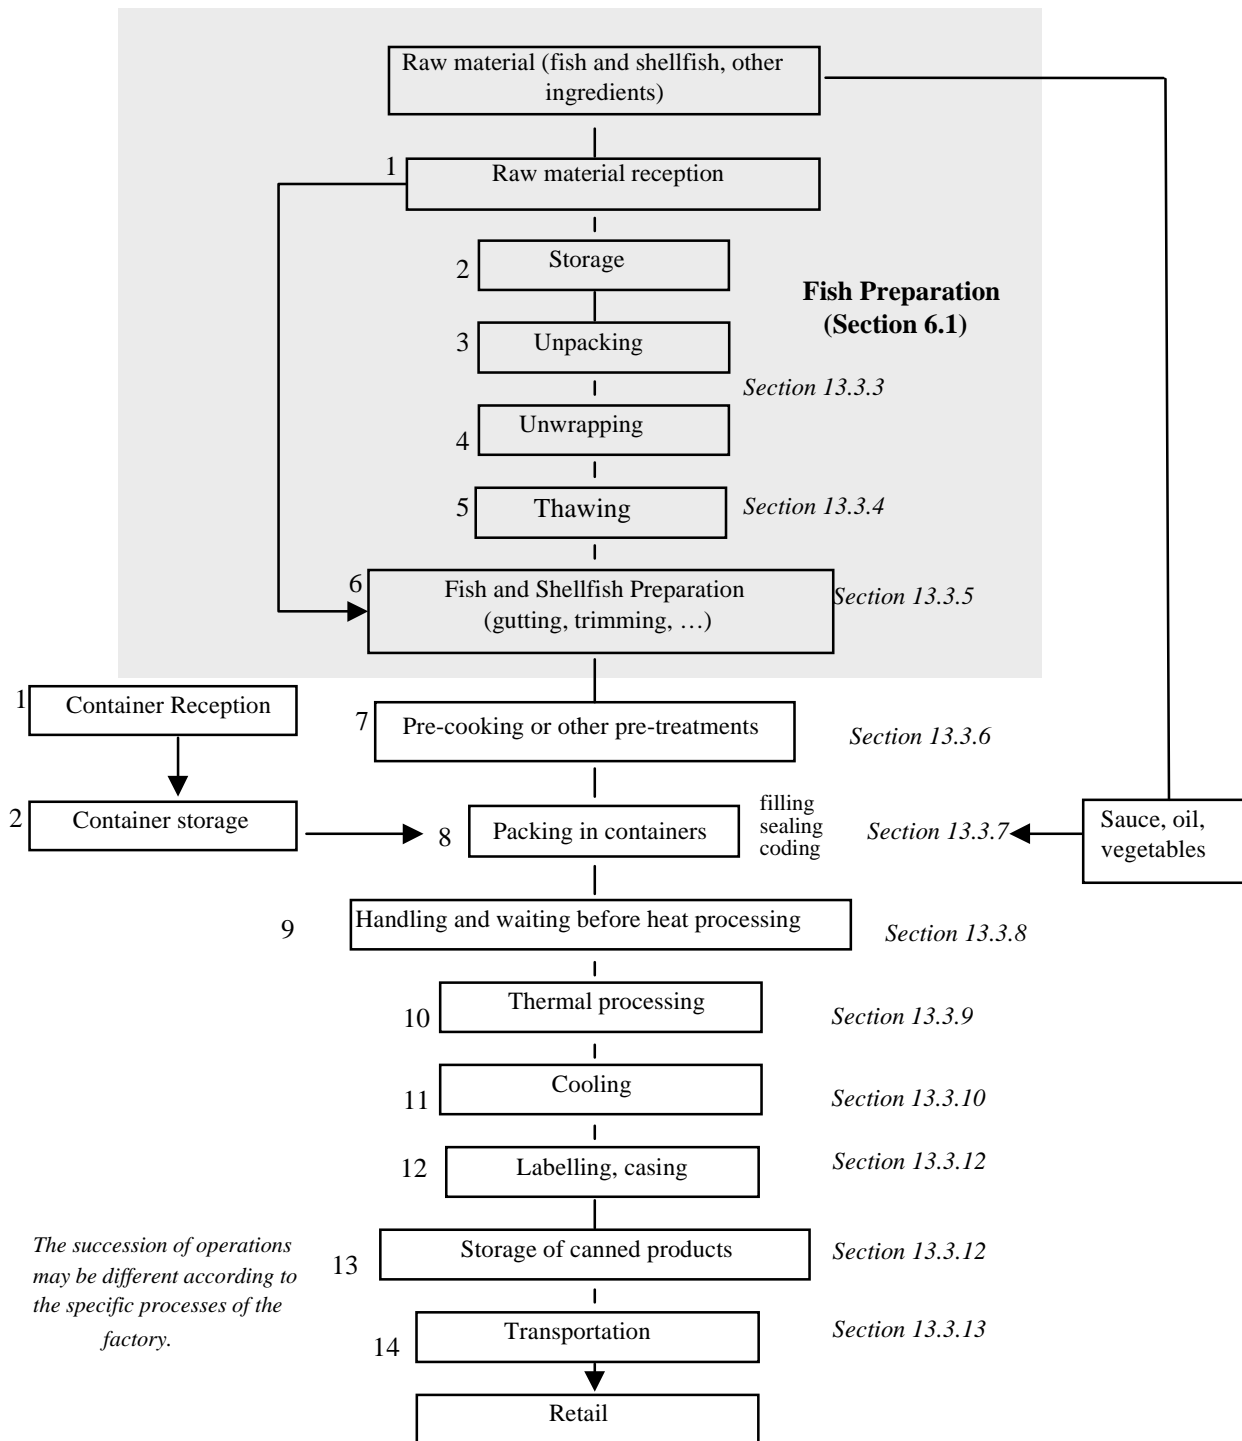 Raw material (fish and shellfish, other
ingredients)
1
Raw material reception
2
Storage
Fish Preparation
(Section 6.1)
3
Unpacking
Section 13.3.3
4
Unwrapping
5
Thawing
Section 13.3.4
6
Fish and Shellfish Preparation
(gutting, trimming, …)
Section 13.3.5
1
Container Reception
7
Pre-cooking or other pre-treatments
Section 13.3.6
2
Container storage
8
Packing in containers
filling
sealing
coding
Section 13.3.7
Sauce, oil,
vegetables
9
Handling and waiting before heat processing
Section 13.3.8
10
Thermal processing
Section 13.3.9
11
Cooling
Section 13.3.10
12
Labelling, casing
Section 13.3.12
The succession of operations
may be different according to
the specific processes of the
factory.
13
Storage of canned products
Section 13.3.12
14
Transportation
Section 13.3.13
Retail